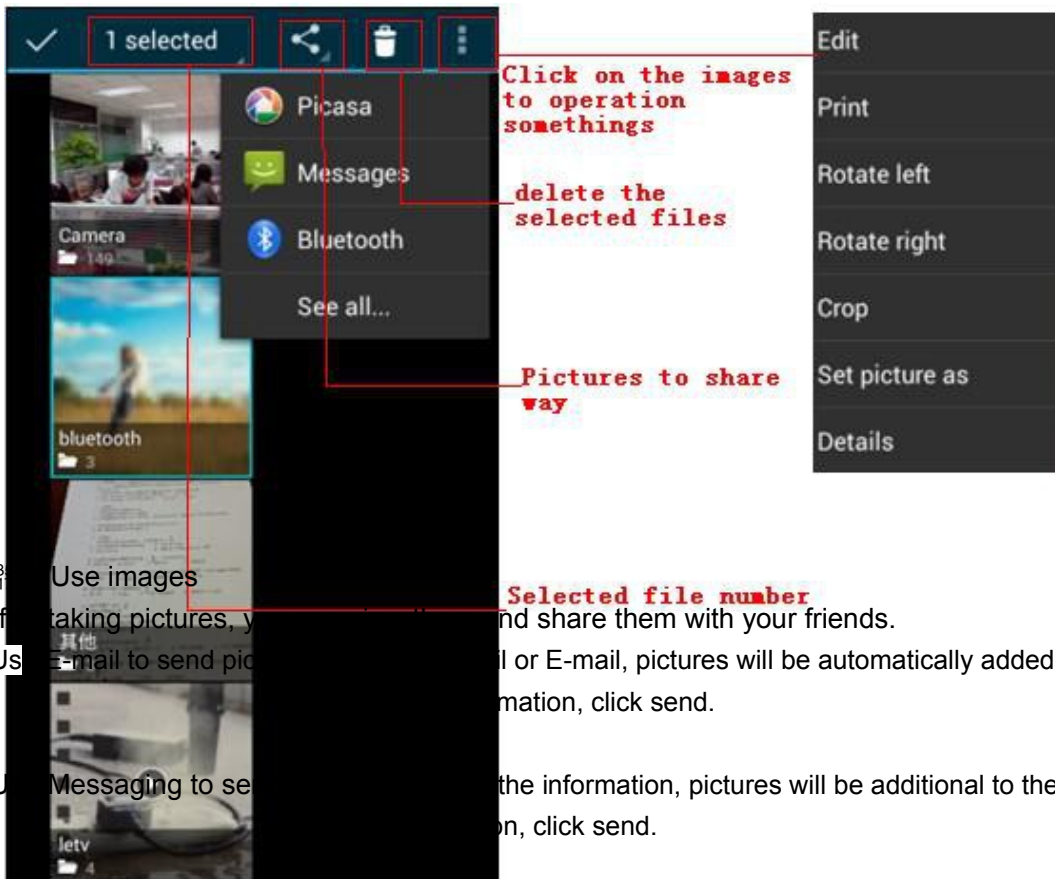 1 selected
Picasa
Messages
Bluetooth
See all...
Camera
149
bluetooth
3
其他
letv
4
Click on the images
to operation
somethings
delete the
selected files
Pictures to share
way
Selected file number
Edit
Print
Rotate left
Rotate right
Crop
Set picture as
Details
Use images
taking pictures, nd share them with your friends.
Us E-mail to send pic il or E-mail, pictures will be automatically added
mation, click send.
Messaging to se the information, pictures will be additional to the
on, click send.